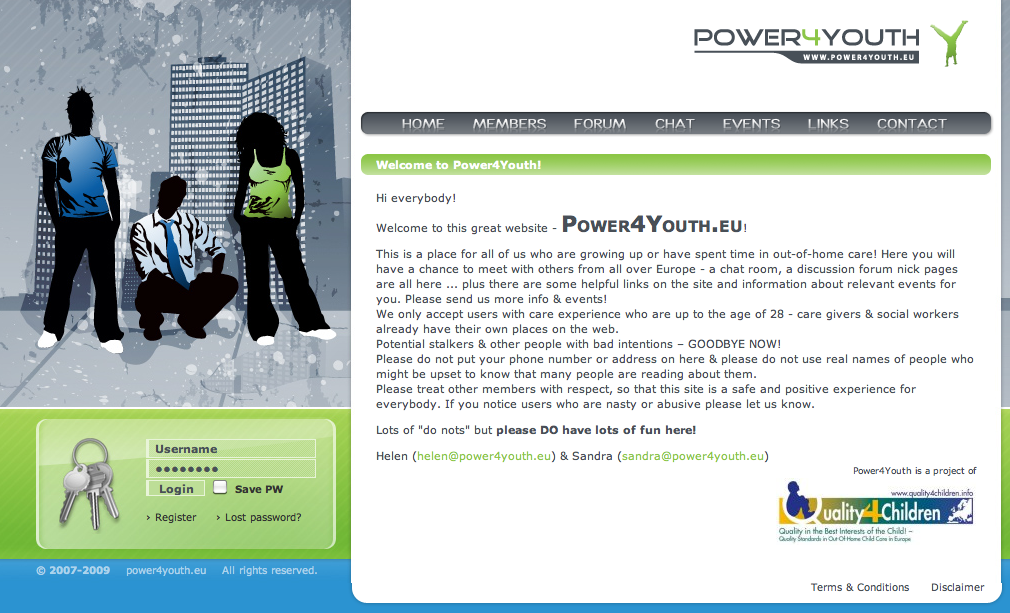 POWER4YOUTH
WWW.POWER4YOUTH.EU
HOME MEMBERS FORUM CHAT EVENTS LINKS CONTACT
Welcome to Power4Youth!
Hi everybody!
Welcome to this great website - POWER4YOUTH.EU!
This is a place for all of us who are growing up or have spent time in out-of-home care! Here you will
have a chance to meet with others from all over Europe - a chat room, a discussion forum nick pages
are all here ... plus there are some helpful links on the site and information about relevant events for
you. Please send us more info & events!
We only accept users with care experience who are up to the age of 28 - care givers & social workers
already have their own places on the web.
Potential stalkers & other people with bad intentions – GOODBYE NOW!
Please do not put your phone number or address on here & please do not use real names of people who
might be upset to know that many people are reading about them.
Please treat other members with respect, so that this site is a safe and positive experience for
everybody. If you notice users who are nasty or abusive please let us know.
Lots of "do nots" but please DO have lots of fun here!
Helen (helen@power4youth.eu) & Sandra (sandra@power4youth.eu)
Power4Youth is a project of
www.quality4children.info
Quality4Children
Quality in the Best Interests of the Child! ~
Quality Standards in Out Of Home Child Care in Europe
Username
●●●●●●●●
Login Save PW
› Register › Lost password?
© 2007-2009 power4youth.eu All rights reserved.
Terms & Conditions Disclaimer